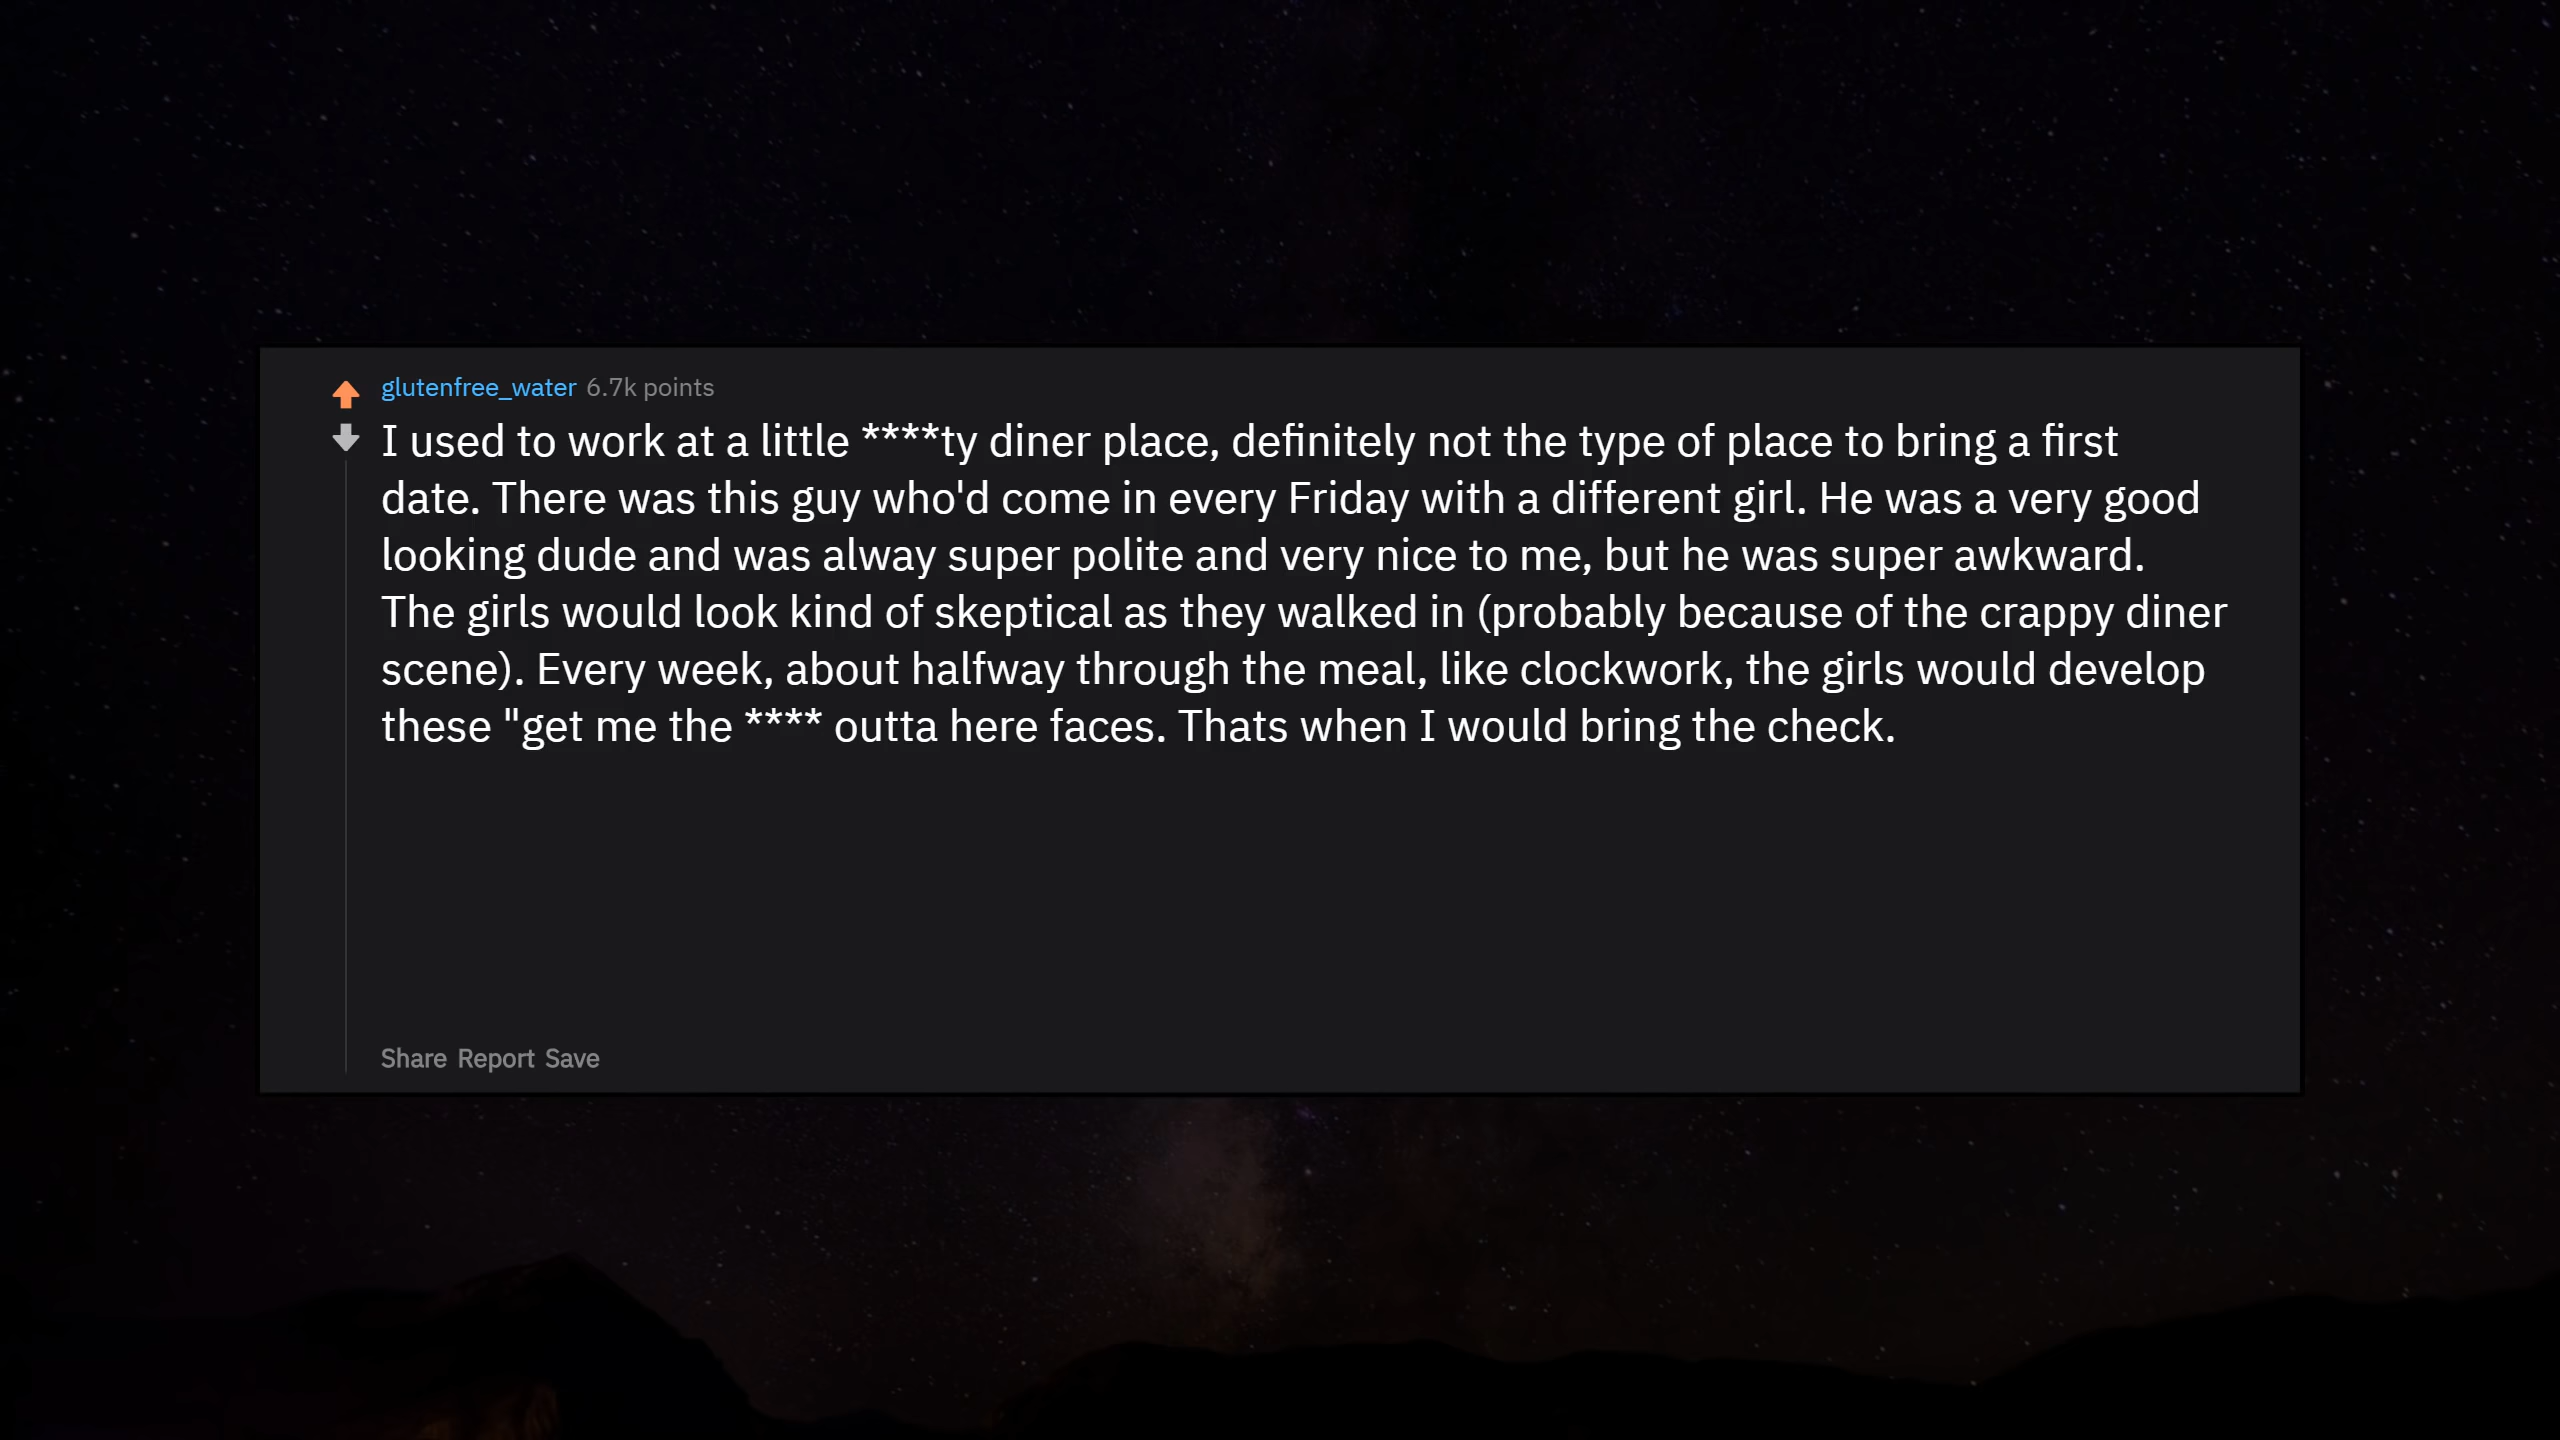 glutenfree_water 6.7k points
I used to work at a little ****ty diner place, definitely not the type of place to bring a first
date. There was this guy who'd come in every Friday with a different girl. He was a very good
looking dude and was alway super polite and very nice to me, but he was super awkward.
The girls would look kind of skeptical as they walked in (probably because of the crappy diner
scene). Every week, about halfway through the meal, like clockwork, the girls would develop
these "get me the **** outta here faces. Thats when I would bring the check.
Share Report Save